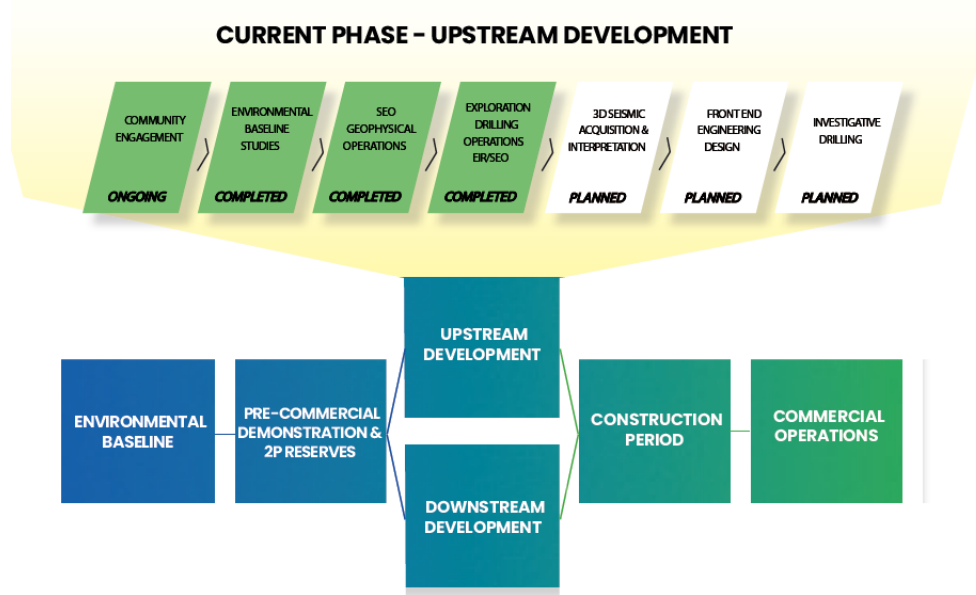 CURRENT PHASE - UPSTREAM DEVELOPMENT
COMMUNITY
ENGAGEMENT
ONGOING
ENVIRONMENTAL
BASELINE
STUDIES
COMPLETED
SEO
GEOPHYSICAL
OPERATIONS
COMPLETED
EXPLORATION
DRILLING
OPERATIONS
EIR/SEO
COMPLETED
3D SEISMIC
ACQUISITION &
INTERPRETATION
PLANNED
FRONT END
ENGINEERING
DESIGN
PLANNED
INVESTIGATIVE
DRILLING
PLANNED
ENVIRONMENTAL
BASELINE
PRE-COMMERCIAL
DEMONSTRATION &
2P RESERVES
UPSTREAM
DEVELOPMENT
DOWNSTREAM
DEVELOPMENT
CONSTRUCTION
PERIOD
COMMERCIAL
OPERATIONS